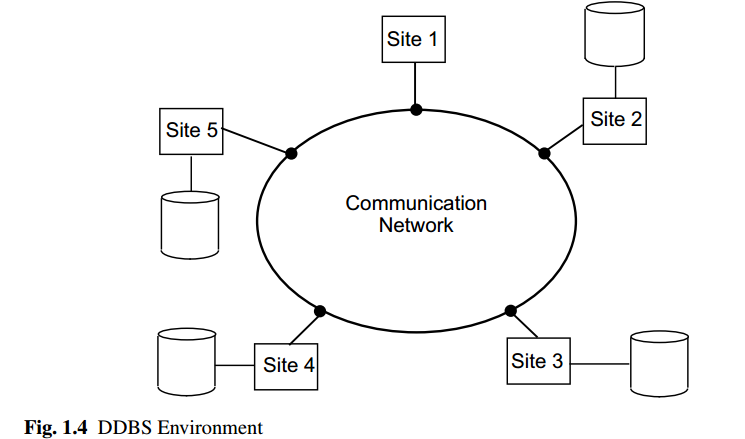 Site 1
Site 2
Site 5
Communication
Network
Site 3
Site 4
Fig. 1.4 DDBS Environment